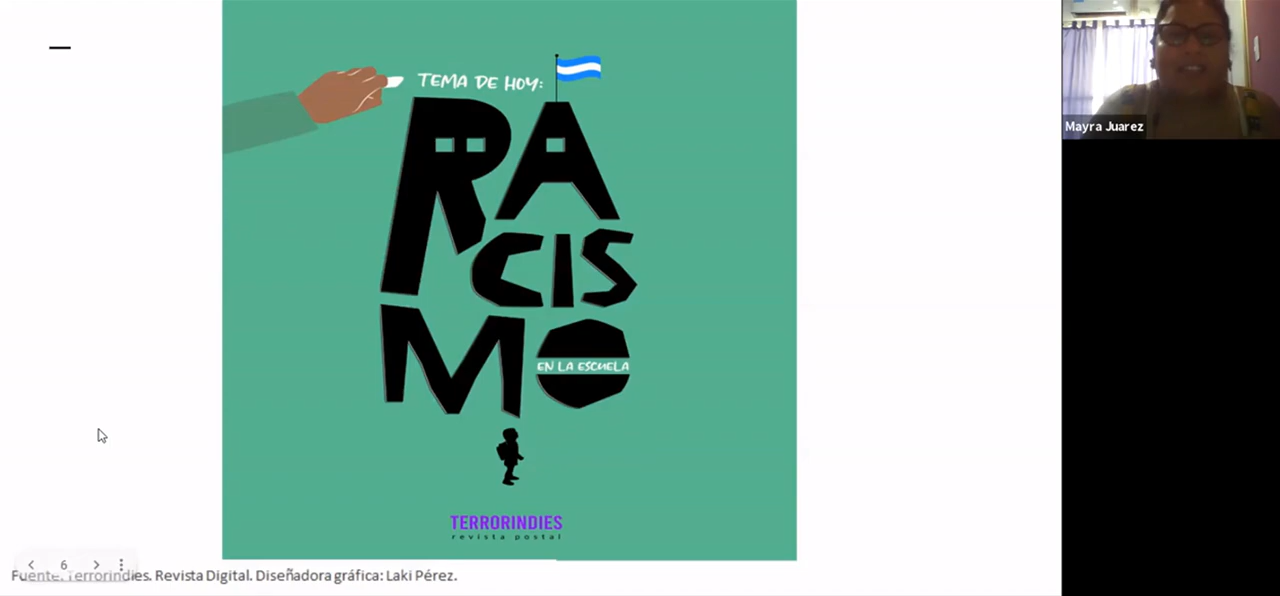 TEMA DE HOY:
RA
CIS
MO
EN LA ESCUELA
TERRORINDIES
revista postal
Mayra Juarez
6
Fuente: Terrorindies. Revista Digital. Diseñadora gráfica: Laki Pérez.